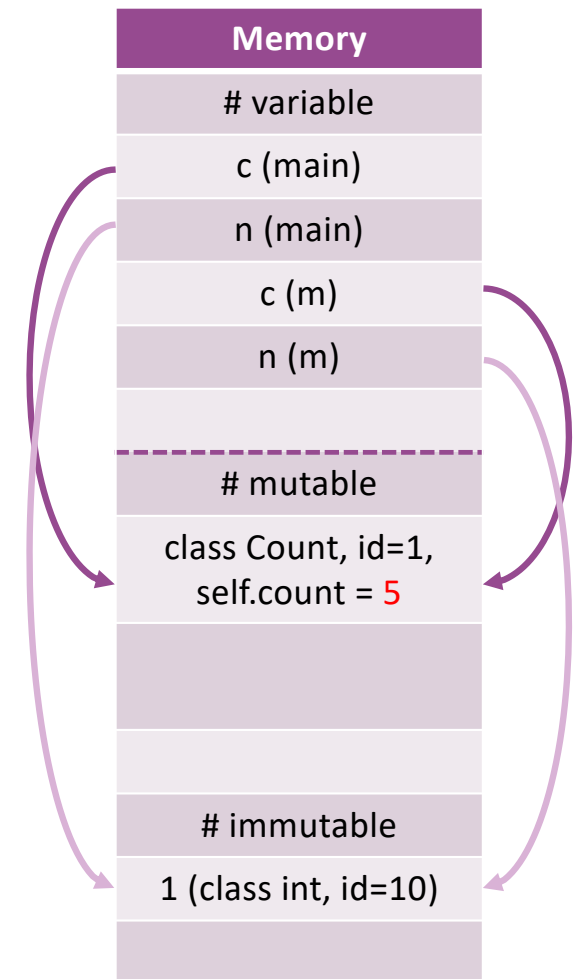 Memory
# variable
c (main)
n (main)
c (m)
n (m)
# mutable
class Count, id=1,
self.count = 5
# immutable
1 (class int, id=10)